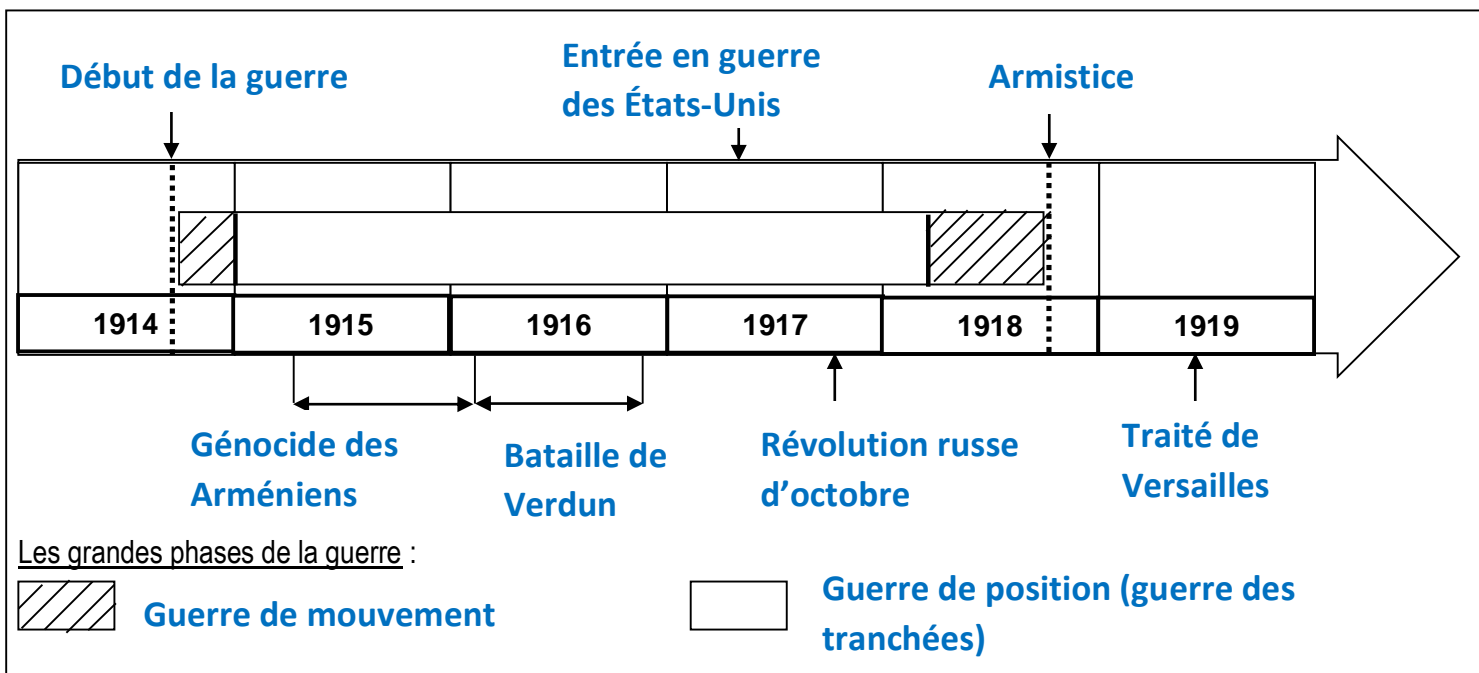 Début de la guerre
Entrée en guerre
des États-Unis
Armistice
1914
1915
1916
1917
1918
1919
Génocide des
Arméniens
Bataille de
Verdun
Révolution russe
d’octobre
Traité de
Versailles
Les grandes phases de la guerre :
Guerre de mouvement
Guerre de position (guerre des
tranchées)